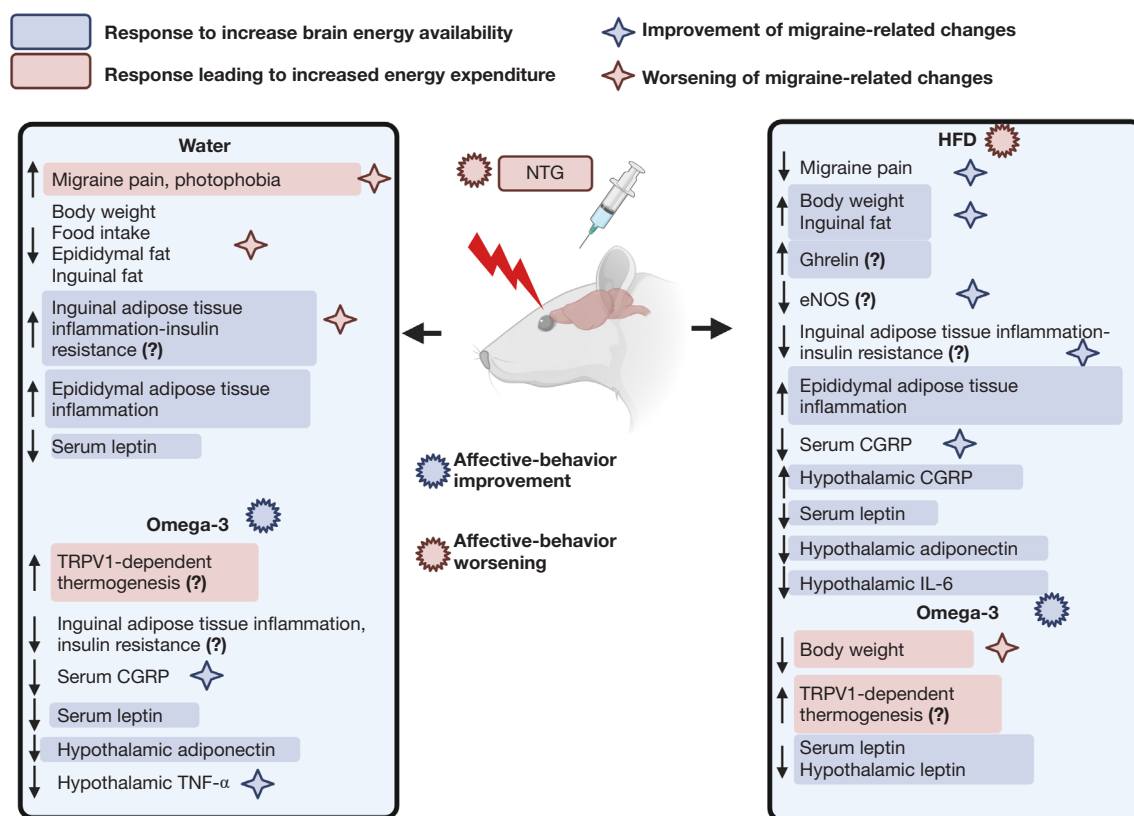 Response to increase brain energy availability
Response leading to increased energy expenditure
Improvement of migraine-related changes
Worsening of migraine-related changes
Water
Migraine pain, photophobia
Body weight
Food intake
Epididymal fat
Inguinal fat
Inguinal adipose tissue
inflammation-insulin
resistance (?)
Epididymal adipose tissue
inflammation
Serum leptin
Omega-3
TRPV1-dependent
thermogenesis (?)
Inguinal adipose tissue inflammation,
insulin resistance (?)
Serum CGRP
Serum leptin
Hypothalamic adiponectin
Hypothalamic TNF-α
NTG
Affective-behavior
improvement
Affective-behavior
worsening
HFD
Migraine pain
Body weight
Inguinal fat
Ghrelin (?)
eNOS (?)
Inguinal adipose tissue inflammation-
insulin resistance (?)
Epididymal adipose tissue
inflammation
Serum CGRP
Hypothalamic CGRP
Serum leptin
Hypothalamic adiponectin
Hypothalamic IL-6
Omega-3
Body weight
TRPV1-dependent
thermogenesis (?)
Serum leptin
Hypothalamic leptin